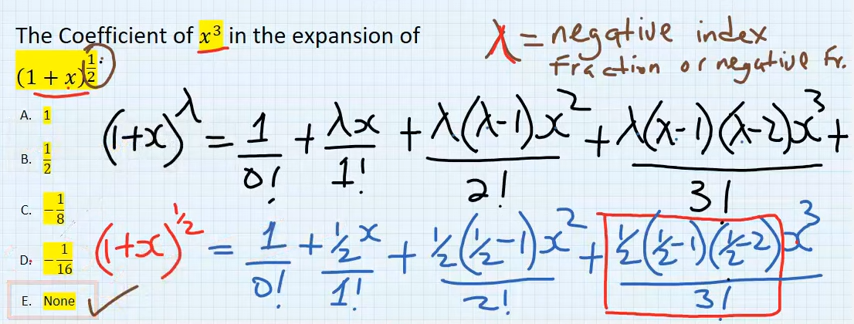 The Coefficient of x³ in the expansion of
(1 + x)^½.
A. 1
B. 1/2
C. −1/8
D. −1/16
E. None
λ = negative index
fraction or negative Fr.
(1+x)^λ = 1/0! + λx/1! + λ(λ-1)x²/2! + λ(λ-1)(λ-2)x³/3! +
(1+x)^½ = 1/0! + ½x/1! + ½(½-1)x²/2! + ½(½-1)(½-2)x³/3!